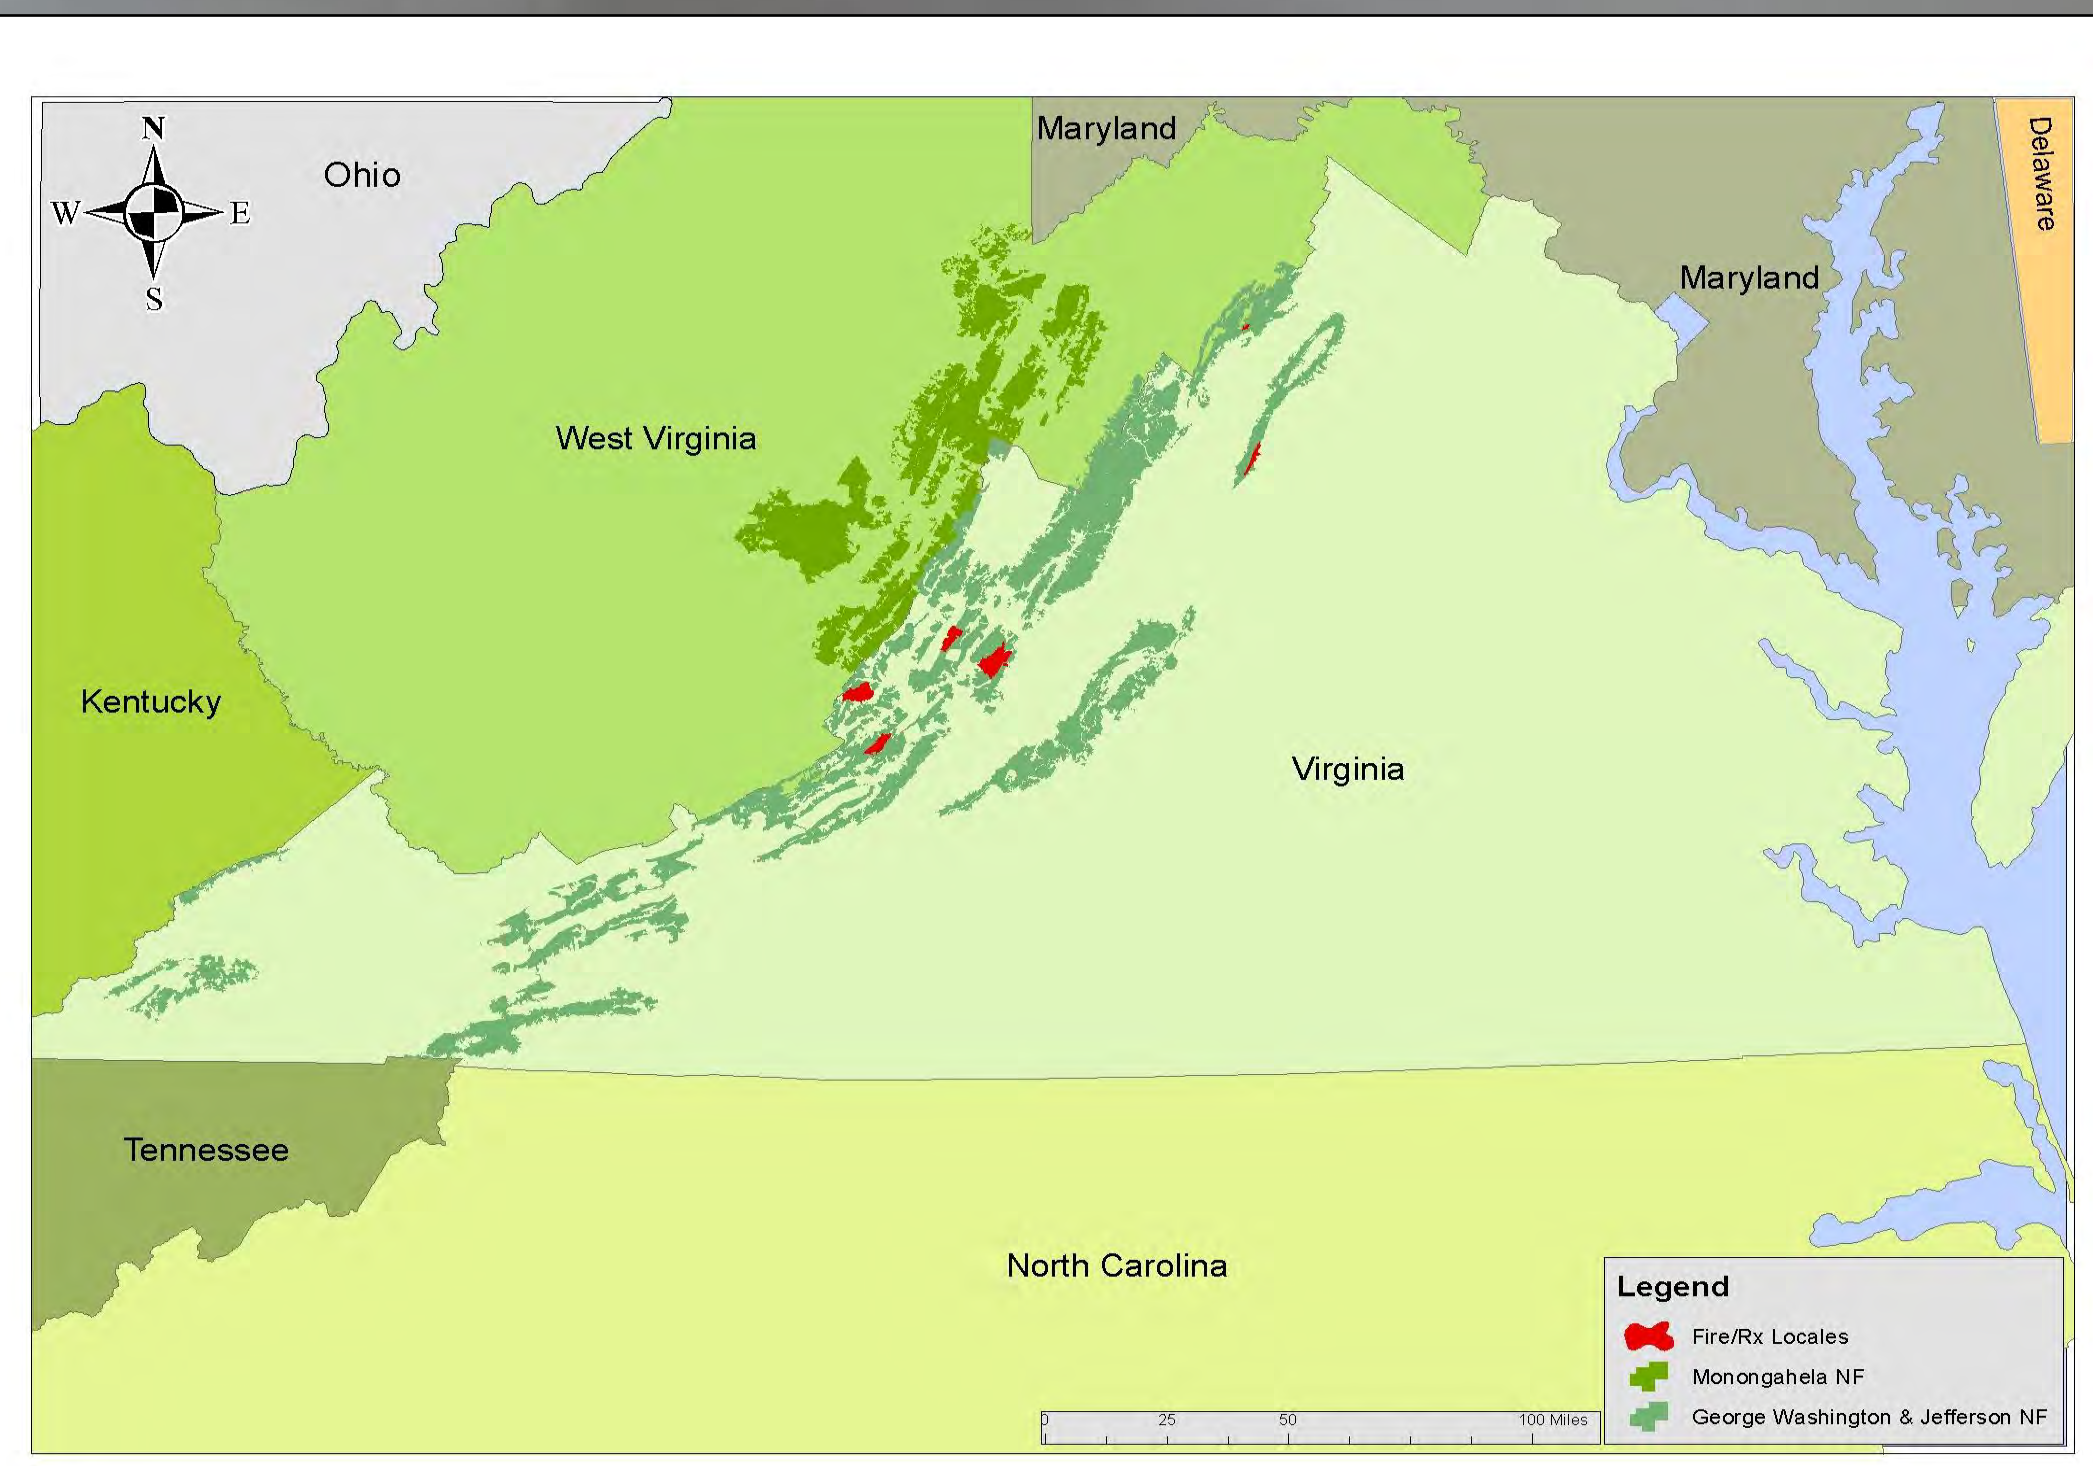 N
W
E
S
Ohio
Maryland
Delaware
Maryland
West Virginia
Kentucky
Virginia
Tennessee
North Carolina
Legend
Fire/Rx Locales
Monongahela NF
George Washington & Jefferson NF
0 25 50 100 Miles